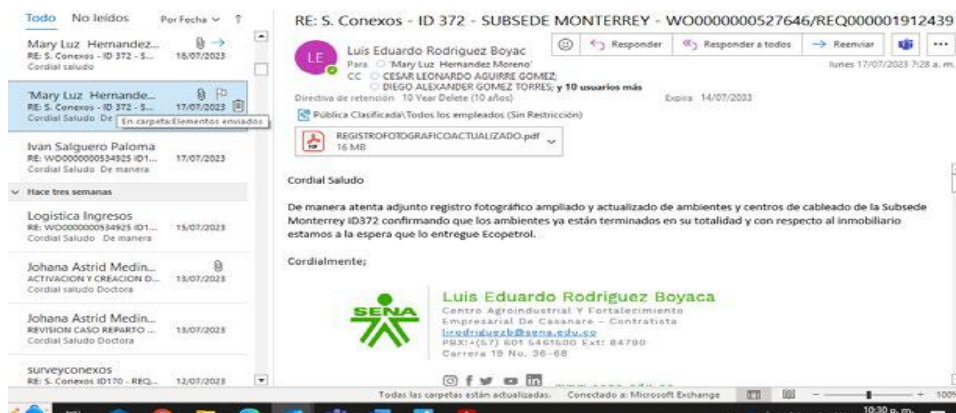 Todo No leídos Por Fecha
Mary Luz Hernandez...
RE: S. Conexos - ID 372 - S... 18/07/2023
Cordial saludo
'Mary Luz Hernande...
RE: S. Conexos - ID 372 - S... 17/07/2023
Cordial Saludo De
En carpeta:Elementos enviados
Ivan Salguero Paloma
RE: WO0000000534925 ID1... 17/07/2023
Cordial Saludo De manera
Hace tres semanas
Logistica Ingresos
RE: WO0000000534925 ID1... 15/07/2023
Cordial Saludo De manera
Johana Astrid Medin...
ACTIVACION Y CREACION D... 13/07/2023
Cordial saludo Doctora
Johana Astrid Medin...
REVISION CASO REPARTO ... 13/07/2023
Cordial Saludo Doctora
surveyconexos
RE: S. Conexos ID170 - REQ... 12/07/2023
RE: S. Conexos - ID 372 - SUBSEDE MONTERREY - WO0000000527646/REQ000001912439
LE
Luis Eduardo Rodriguez Boyac
Responder Responder a todos Reenviar
Para 'Mary Luz Hernandez Moreno'
lunes 17/07/2023 7:28 a. m.
CC CESAR LEONARDO AGUIRRE GOMEZ;
DIEGO ALEXANDER GOMEZ TORRES; y 10 usuarios más
Directiva de retención 10 Year Delete (10 años) Expira 14/07/2033
Pública Clasificada\Todos los empleados (Sin Restricción)
REGISTROFOTOGRAFICOACTUALIZADO.pdf
PDF 16 MB
Cordial Saludo
De manera atenta adjunto registro fotográfico ampliado y actualizado de ambientes y centros de cableado de la Subsede
Monterrey ID372 confirmando que los ambientes ya están terminados en su totalidad y con respecto al inmobiliario
estamos a la espera que lo entregue Ecopetrol.
Cordialmente;
SENA
Luis Eduardo Rodriguez Boyaca
Centro Agroindustrial Y Fortalecimiento
Empresarial De Casanare - Contratista
lrrodriguezb@sena.edu.co
PBX:+(57) 601 5461500 Ext: 84790
Carrera 19 No. 36-68
www.sena.edu.co
Todas las carpetas están actualizadas. Conectado a: Microsoft Exchange 100%
10:30 p. m.